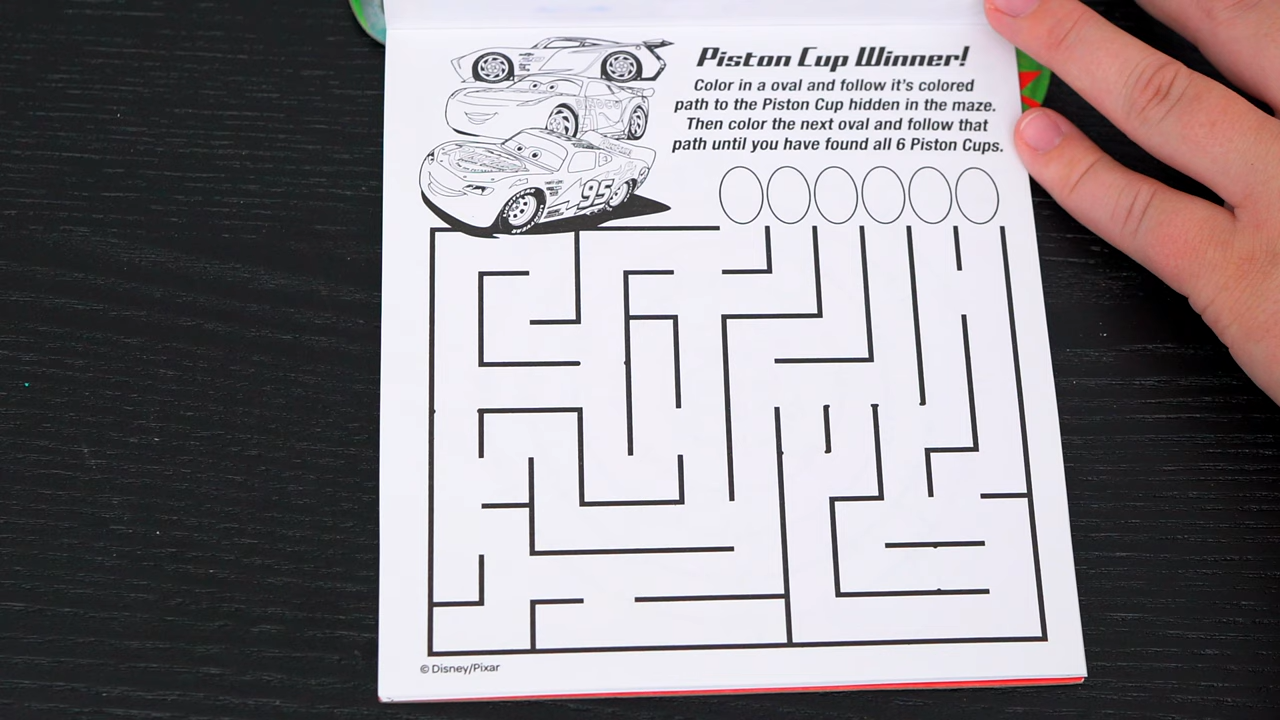 Piston Cup Winner!
Color in a oval and follow it's colored
path to the Piston Cup hidden in the maze.
Then color the next oval and follow that
path until you have found all 6 Piston Cups.
95
© Disney/Pixar